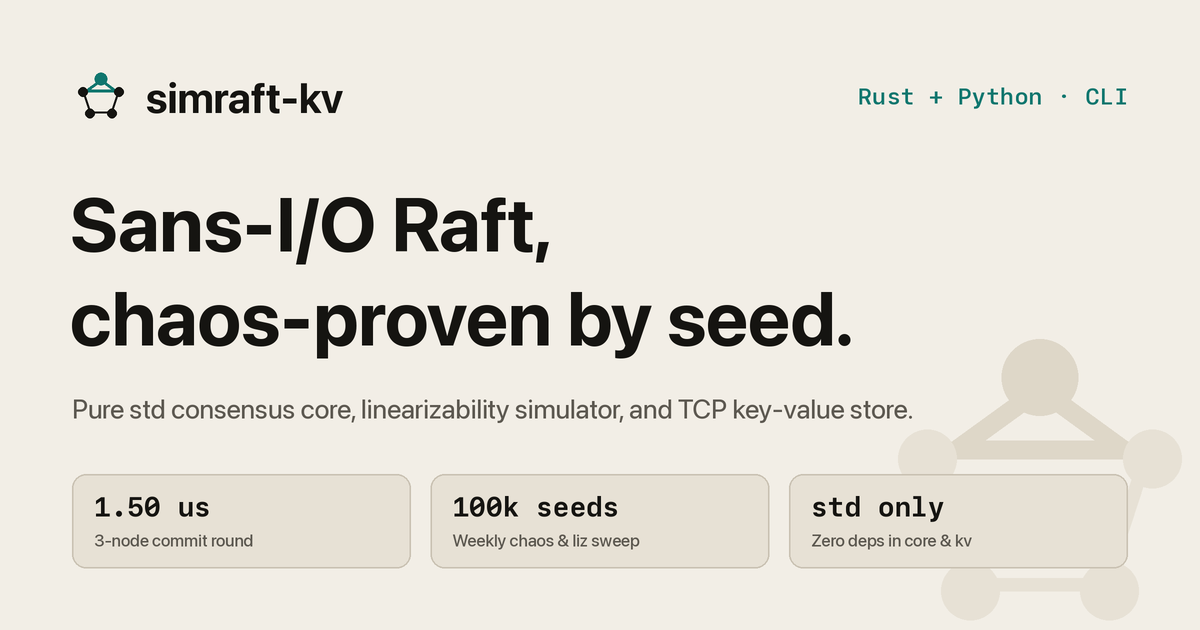 simraft-kv
Rust + Python · CLI
Sans-I/O Raft,
chaos-proven by seed.
Pure std consensus core, linearizability simulator, and TCP key-value store.
1.50 us
3-node commit round
100k seeds
Weekly chaos & liz sweep
std only
Zero deps in core & kv